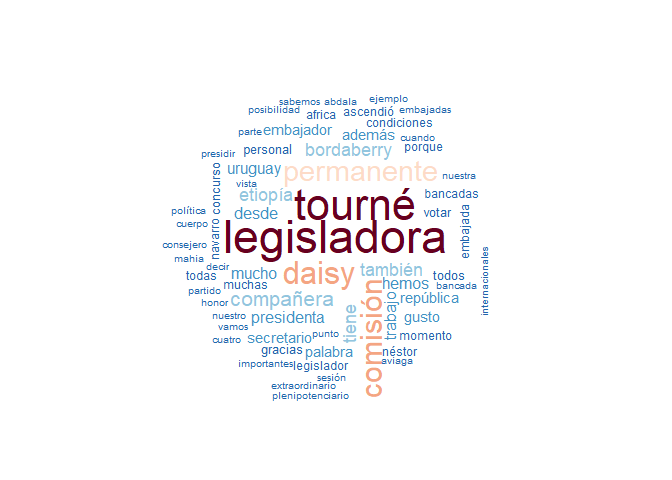 sabemos abdala ejemplo
posibilidad africa ascendió embajadas
condiciones
parte embajador además cuando
presidir personal bordaberry porque
uruguay permanente nuestra
vista
concurso etiopía tourné bancadas
política desde votar
cuerpo navarro legisladora embajada
consejero
mahía decir daisy también
todas mucho hemos todos
partido muchas bancada
honor compañera república internacionales
nuestro presidenta tiene trabajo gusto
vamos
cuatro secretario punto comisión momento
gracias palabra néstor
importantes legislador aviaga
sesión
extraordinario
plenipotenciario